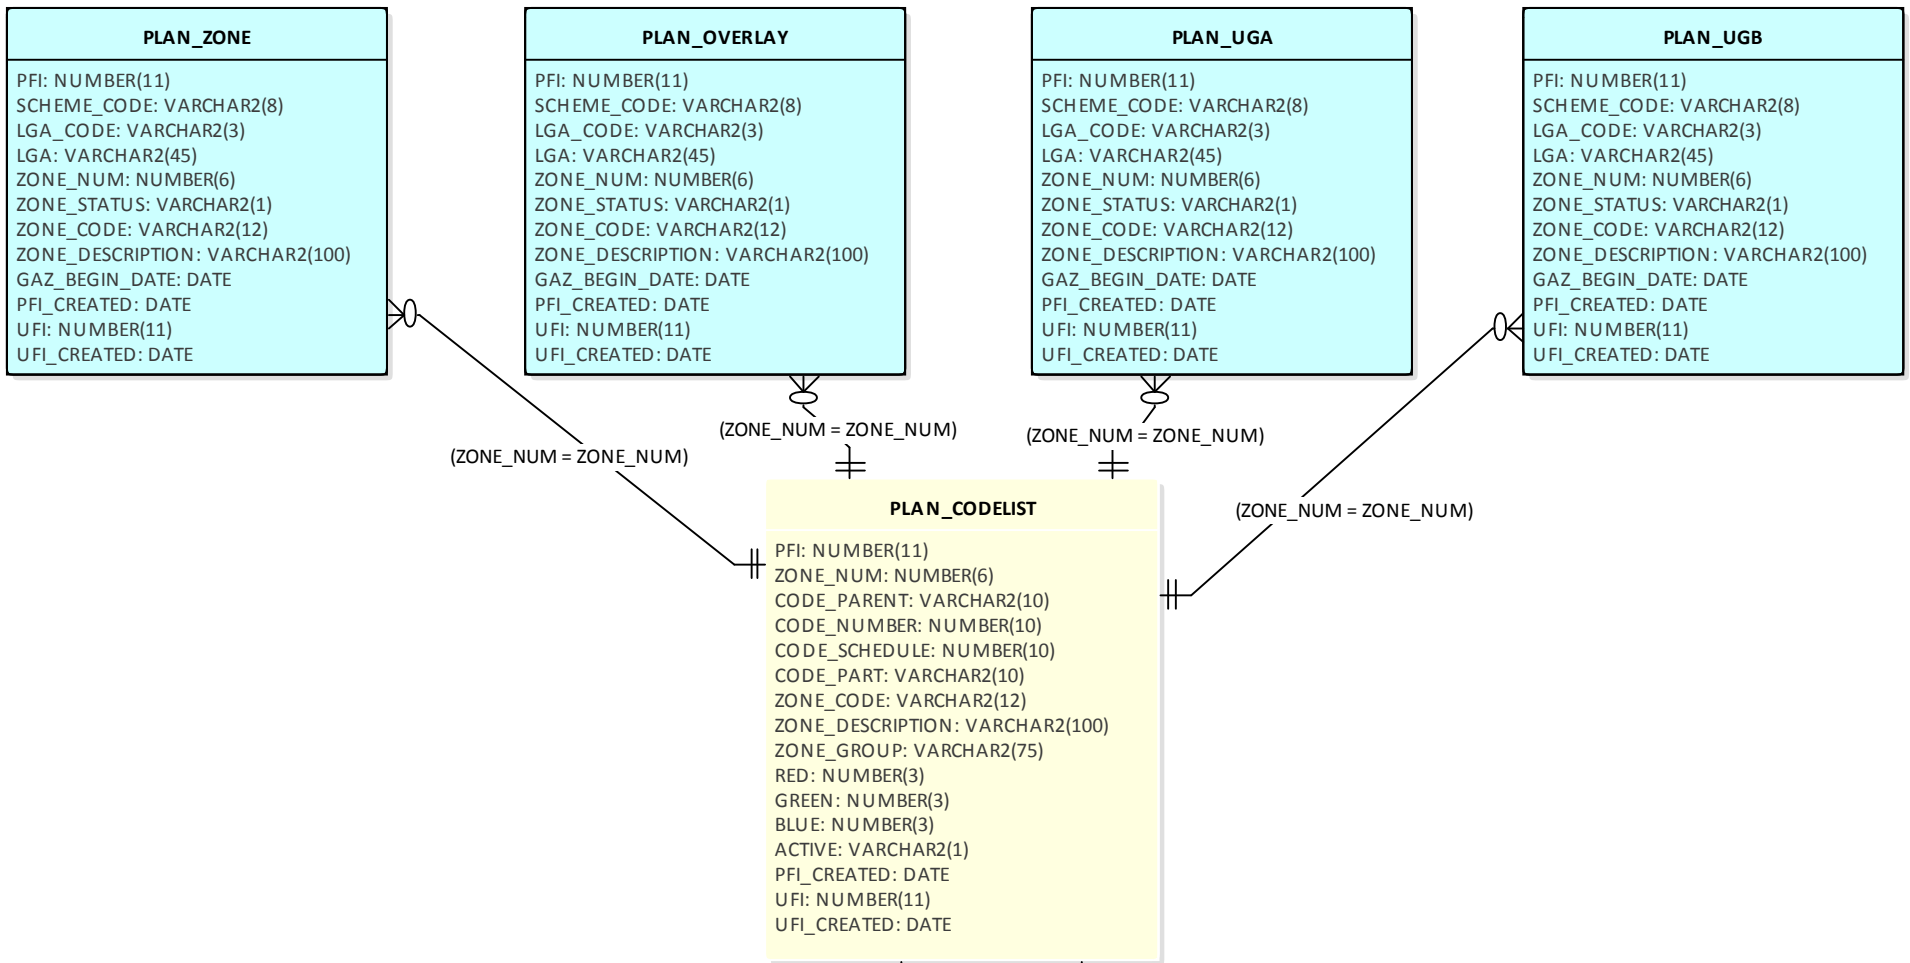 PLAN_ZONE
PFI: NUMBER(11)
SCHEME_CODE: VARCHAR2(8)
LGA_CODE: VARCHAR2(3)
LGA: VARCHAR2(45)
ZONE_NUM: NUMBER(6)
ZONE_STATUS: VARCHAR2(1)
ZONE_CODE: VARCHAR2(12)
ZONE_DESCRIPTION: VARCHAR2(100)
GAZ_BEGIN_DATE: DATE
PFI_CREATED: DATE
UFI: NUMBER(11)
UFI_CREATED: DATE
PLAN_OVERLAY
PFI: NUMBER(11)
SCHEME_CODE: VARCHAR2(8)
LGA_CODE: VARCHAR2(3)
LGA: VARCHAR2(45)
ZONE_NUM: NUMBER(6)
ZONE_STATUS: VARCHAR2(1)
ZONE_CODE: VARCHAR2(12)
ZONE_DESCRIPTION: VARCHAR2(100)
GAZ_BEGIN_DATE: DATE
PFI_CREATED: DATE
UFI: NUMBER(11)
UFI_CREATED: DATE
PLAN_UGA
PFI: NUMBER(11)
SCHEME_CODE: VARCHAR2(8)
LGA_CODE: VARCHAR2(3)
LGA: VARCHAR2(45)
ZONE_NUM: NUMBER(6)
ZONE_STATUS: VARCHAR2(1)
ZONE_CODE: VARCHAR2(12)
ZONE_DESCRIPTION: VARCHAR2(100)
GAZ_BEGIN_DATE: DATE
PFI_CREATED: DATE
UFI: NUMBER(11)
UFI_CREATED: DATE
PLAN_UGB
PFI: NUMBER(11)
SCHEME_CODE: VARCHAR2(8)
LGA_CODE: VARCHAR2(3)
LGA: VARCHAR2(45)
ZONE_NUM: NUMBER(6)
ZONE_STATUS: VARCHAR2(1)
ZONE_CODE: VARCHAR2(12)
ZONE_DESCRIPTION: VARCHAR2(100)
GAZ_BEGIN_DATE: DATE
PFI_CREATED: DATE
UFI: NUMBER(11)
UFI_CREATED: DATE
(ZONE_NUM = ZONE_NUM)
(ZONE_NUM = ZONE_NUM)
(ZONE_NUM = ZONE_NUM)
(ZONE_NUM = ZONE_NUM)
PLAN_CODELIST
PFI: NUMBER(11)
ZONE_NUM: NUMBER(6)
CODE_PARENT: VARCHAR2(10)
CODE_NUMBER: NUMBER(10)
CODE_SCHEDULE: NUMBER(10)
CODE_PART: VARCHAR2(10)
ZONE_CODE: VARCHAR2(12)
ZONE_DESCRIPTION: VARCHAR2(100)
ZONE_GROUP: VARCHAR2(75)
RED: NUMBER(3)
GREEN: NUMBER(3)
BLUE: NUMBER(3)
ACTIVE: VARCHAR2(1)
PFI_CREATED: DATE
UFI: NUMBER(11)
UFI_CREATED: DATE